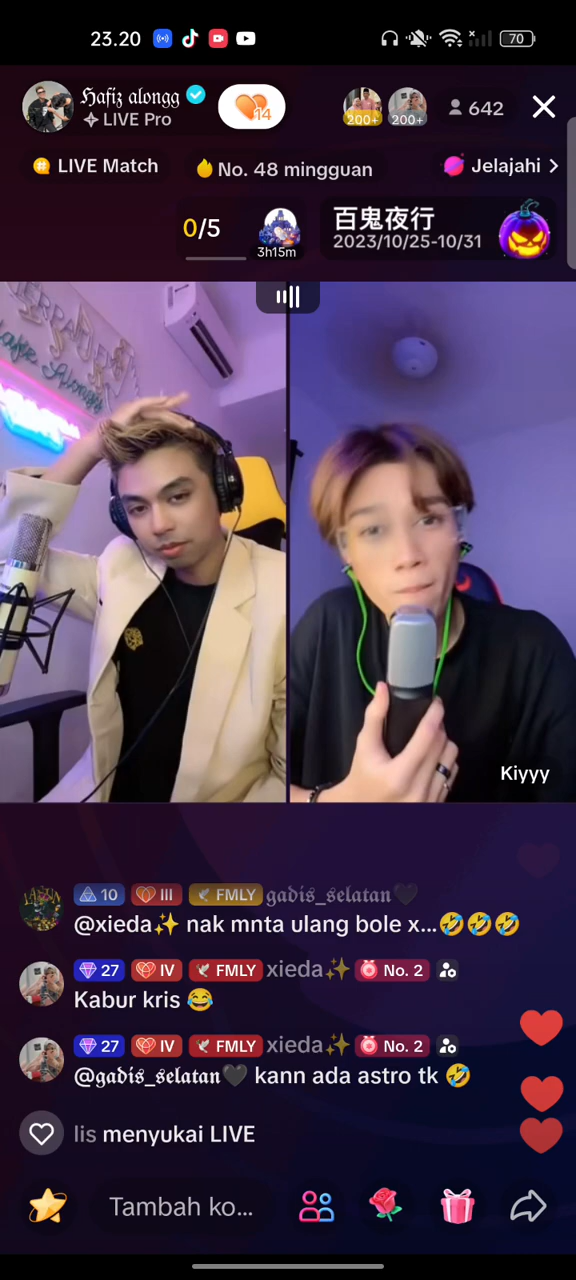 23.20
70
Hafiz alongg
LIVE Pro
14
200+
200+
642
LIVE Match
No. 48 mingguan
Jelajahi
0/5
3h15m
百鬼夜行
2023/10/25-10/31
Kiyyy
10 III FMLY gadis_selatan🖤
@xieda✨ nak mnta ulang bole x...🤣🤣🤣
27 IV FMLY xieda✨ No. 2
Kabur kris 😂
27 IV FMLY xieda✨ No. 2
@gadis_selatan🖤 kann ada astro tk 🤣
lis menyukai LIVE
Tambah ko...